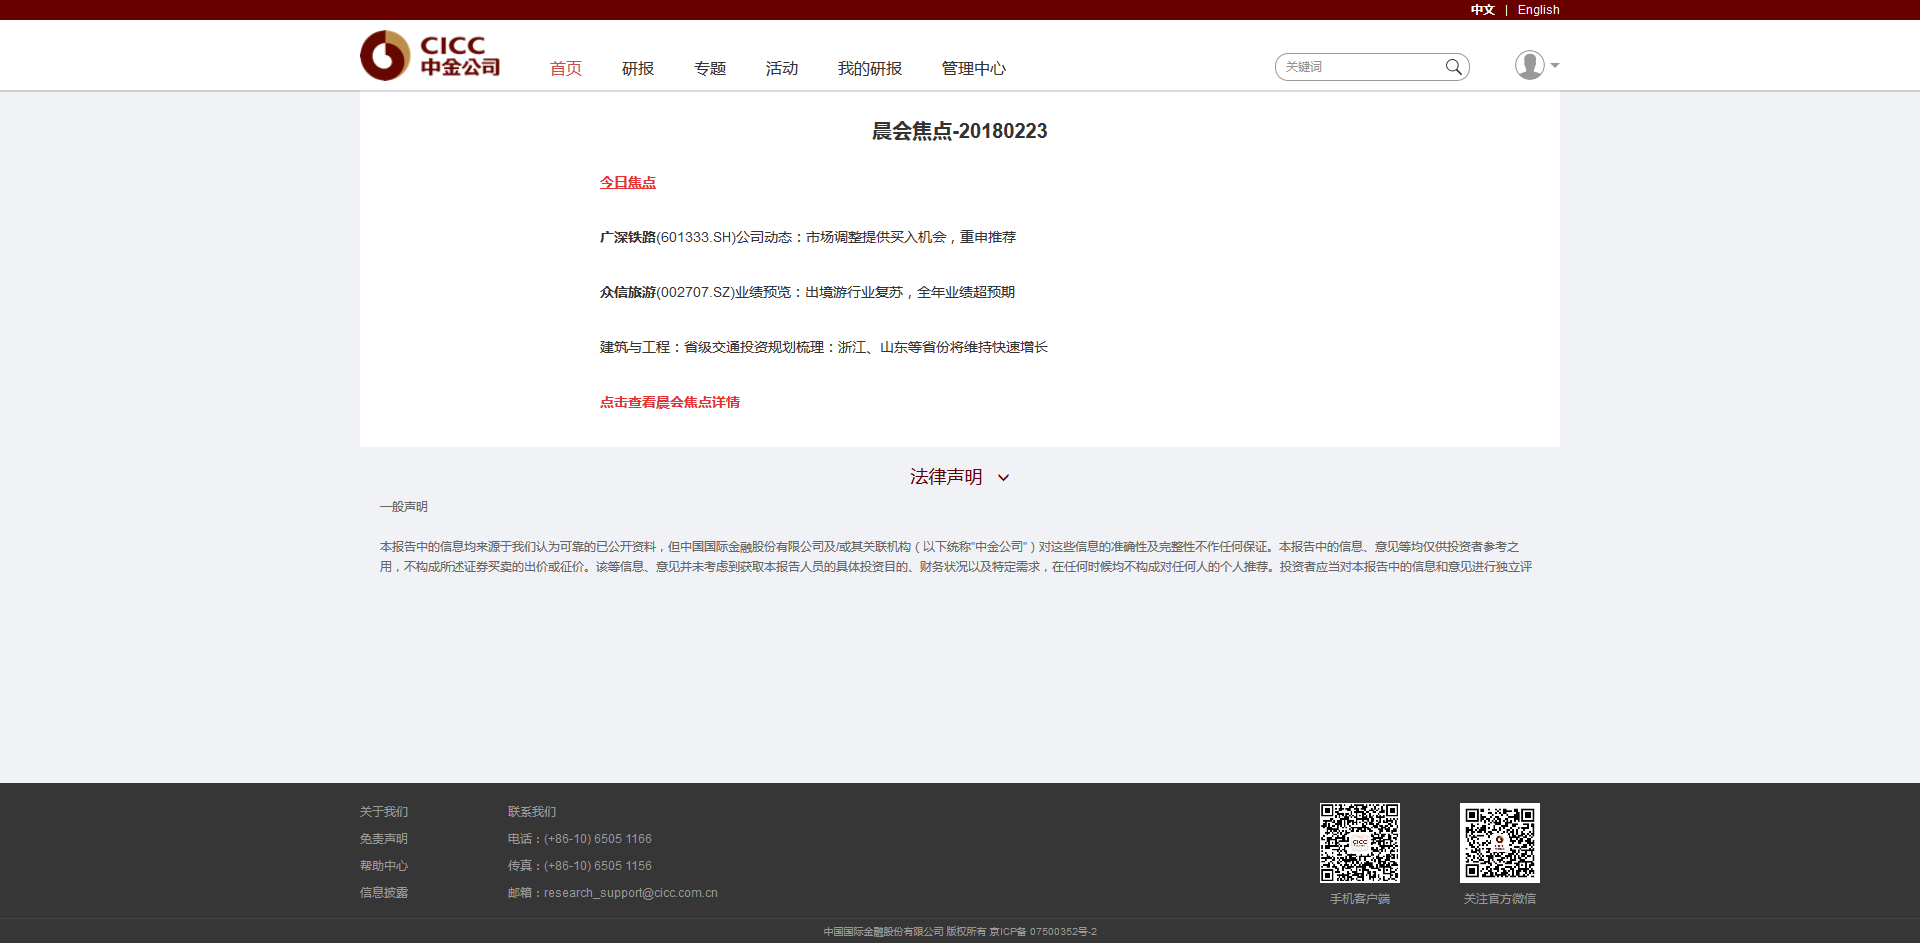 中文 | English
CICC
中金公司
首页 研报 专题 活动 我的研报 管理中心 关键词
晨会焦点-20180223
今日焦点
广深铁路(601333.SH)公司动态：市场调整提供买入机会，重申推荐
众信旅游(002707.SZ)业绩预览：出境游行业复苏，全年业绩超预期
建筑与工程：省级交通投资规划梳理：浙江、山东等省份将维持快速增长
点击查看晨会焦点详情
法律声明
一般声明
本报告中的信息均来源于我们认为可靠的已公开资料，但中国国际金融股份有限公司及/或其关联机构（以下统称"中金公司"）对这些信息的准确性及完整性不作任何保证。本报告中的信息、意见等均仅供投资者参考之
用，不构成所述证券买卖的出价或征价。该等信息、意见并未考虑到获取本报告人员的具体投资目的、财务状况以及特定需求，在任何时候均不构成对任何人的个人推荐。投资者应当对本报告中的信息和意见进行独立评
关于我们
免责声明
帮助中心
信息披露
联系我们
电话：(+86-10) 6505 1166
传真：(+86-10) 6505 1156
邮箱：research_support@cicc.com.cn
CICC
手机客户端
关注官方微信
中国国际金融股份有限公司 版权所有 京ICP备 07500352号-2